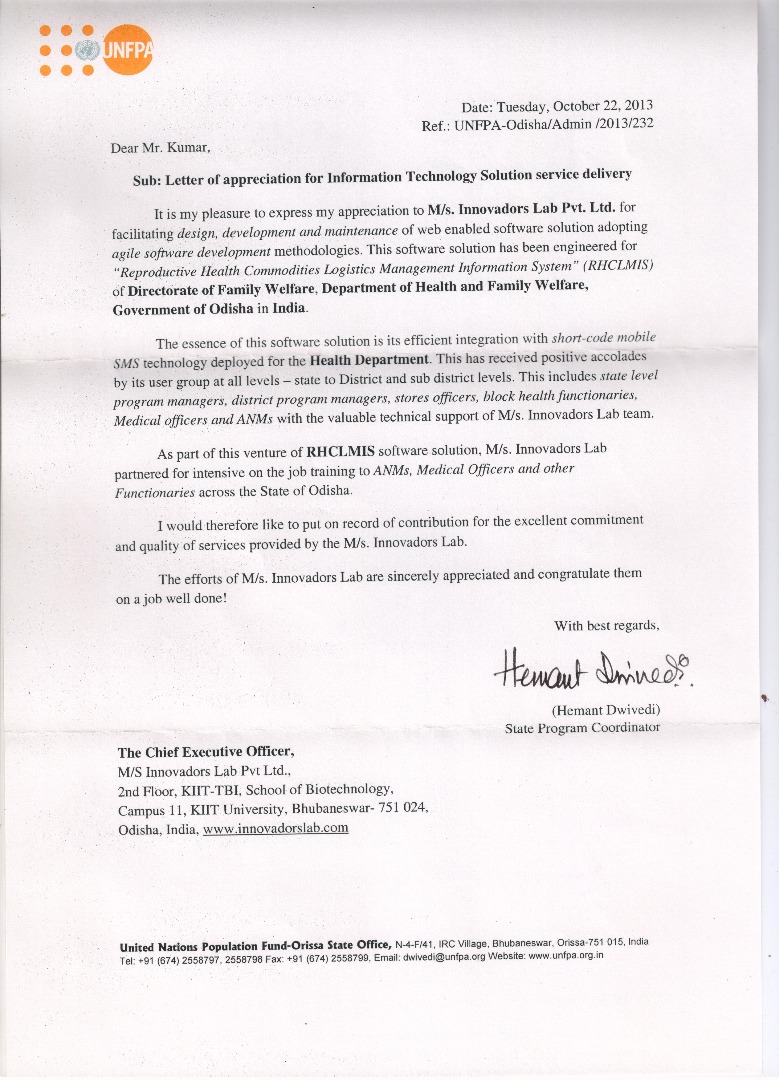 UNFPA
Date: Tuesday, October 22, 2013
Ref.: UNFPA-Odisha/Admin /2013/232
Dear Mr. Kumar,
Sub: Letter of appreciation for Information Technology Solution service delivery
It is my pleasure to express my appreciation to M/s. Innovadors Lab Pvt. Ltd. for
facilitating design, development and maintenance of web enabled software solution adopting
agile software development methodologies. This software solution has been engineered for
“Reproductive Health Commodities Logistics Management Information System” (RHCLMIS)
of Directorate of Family Welfare, Department of Health and Family Welfare,
Government of Odisha in India.
The essence of this software solution is its efficient integration with short-code mobile
SMS technology deployed for the Health Department. This has received positive accolades
by its user group at all levels – state to District and sub district levels. This includes state level
program managers, district program managers, stores officers, block health functionaries,
Medical officers and ANMs with the valuable technical support of M/s. Innovadors Lab team.
As part of this venture of RHCLMIS software solution, M/s. Innovadors Lab
partnered for intensive on the job training to ANMs, Medical Officers and other
Functionaries across the State of Odisha.
I would therefore like to put on record of contribution for the excellent commitment
and quality of services provided by the M/s. Innovadors Lab.
The efforts of M/s. Innovadors Lab are sincerely appreciated and congratulate them
on a job well done!
With best regards,
Hemant Dwivedi
(Hemant Dwivedi)
State Program Coordinator
The Chief Executive Officer,
M/S Innovadors Lab Pvt Ltd.,
2nd Floor, KIIT-TBI, School of Biotechnology,
Campus 11, KIIT University, Bhubaneswar- 751 024,
Odisha, India, www.innovadorslab.com
United Nations Population Fund-Orissa State Office, N-4-F/41, IRC Village, Bhubaneswar, Orissa-751 015, India
Tel: +91 (674) 2558797, 2558798 Fax: +91 (674) 2558799, Email: dwivedi@unfpa.org Website: www.unfpa.org.in